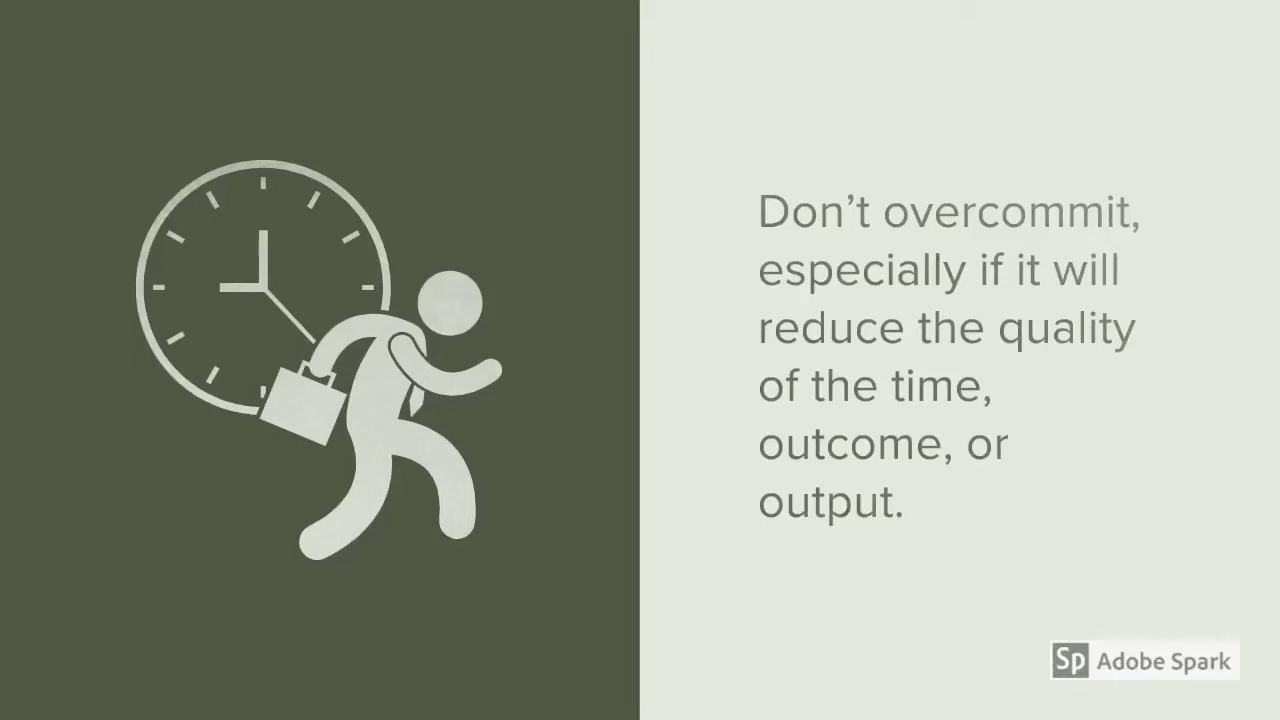 Don’t overcommit,
especially if it will
reduce the quality
of the time,
outcome, or
output.
Sp Adobe Spark